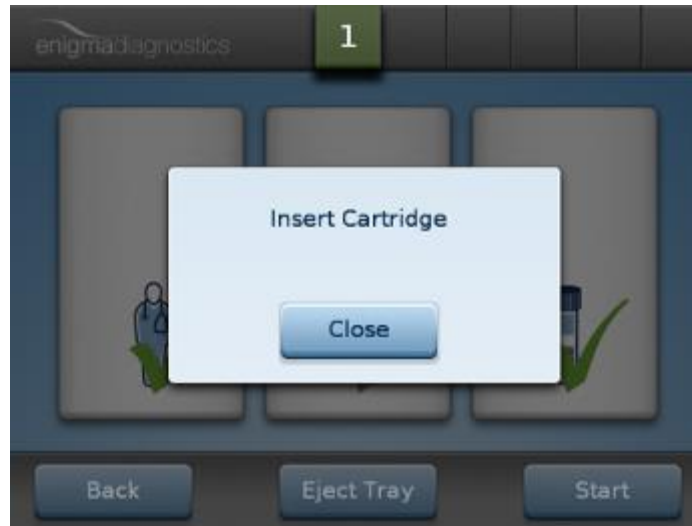 enigmadiagnostics
1
Insert Cartridge
Close
Back
Eject Tray
Start